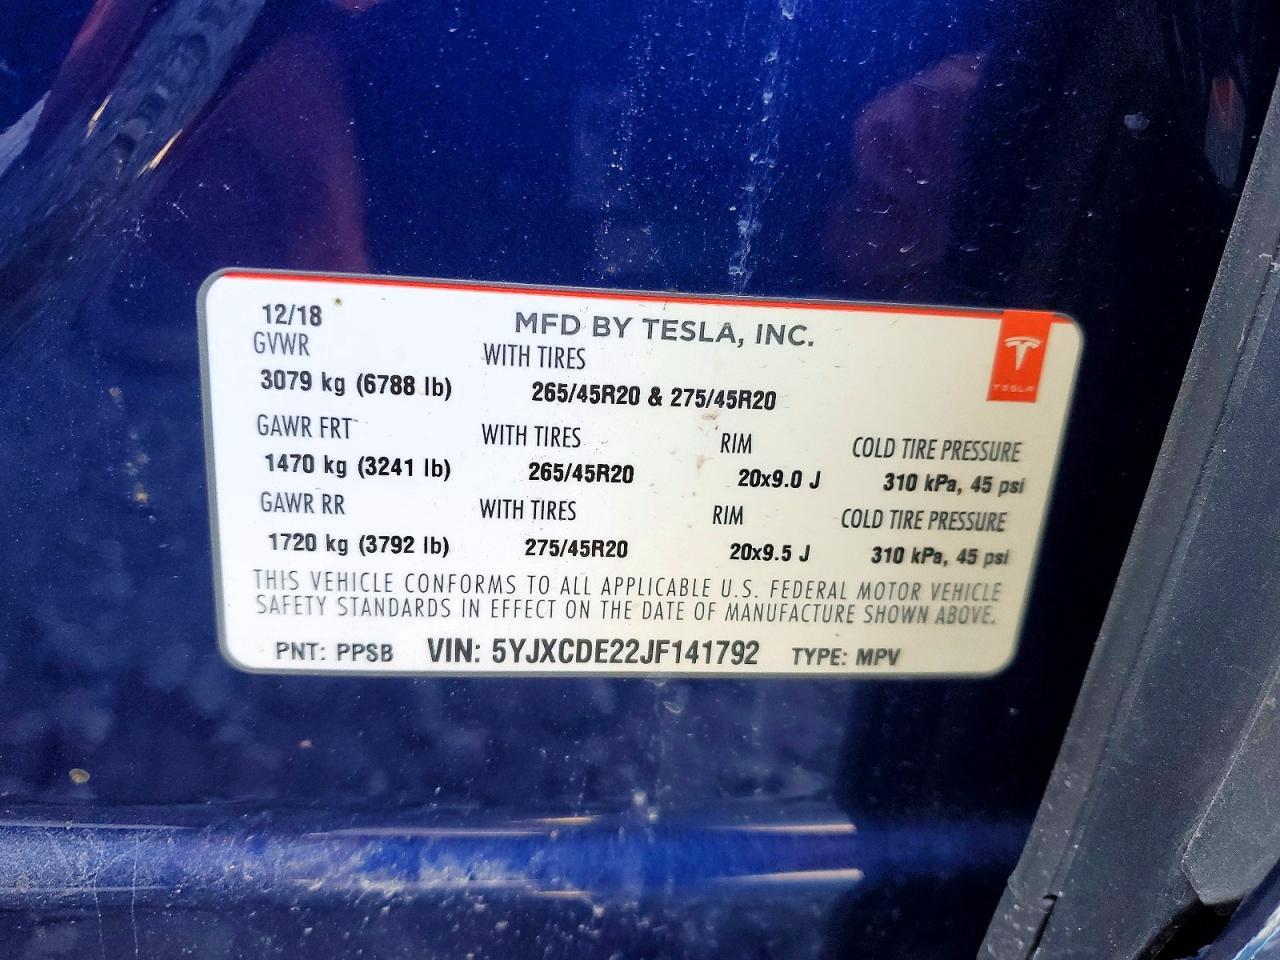 12/18 MFD BY TESLA, INC.
GVWR WITH TIRES
3079 kg (6788 lb) 265/45R20 & 275/45R20
TESLA
GAWR FRT WITH TIRES RIM COLD TIRE PRESSURE
1470 kg (3241 lb) 265/45R20 20x9.0 J 310 kPa, 45 psi
GAWR RR WITH TIRES RIM COLD TIRE PRESSURE
1720 kg (3792 lb) 275/45R20 20x9.5 J 310 kPa, 45 psi
THIS VEHICLE CONFORMS TO ALL APPLICABLE U.S. FEDERAL MOTOR VEHICLE
SAFETY STANDARDS IN EFFECT ON THE DATE OF MANUFACTURE SHOWN ABOVE.
PNT: PPSB VIN: 5YJXCDE22JF141792 TYPE: MPV